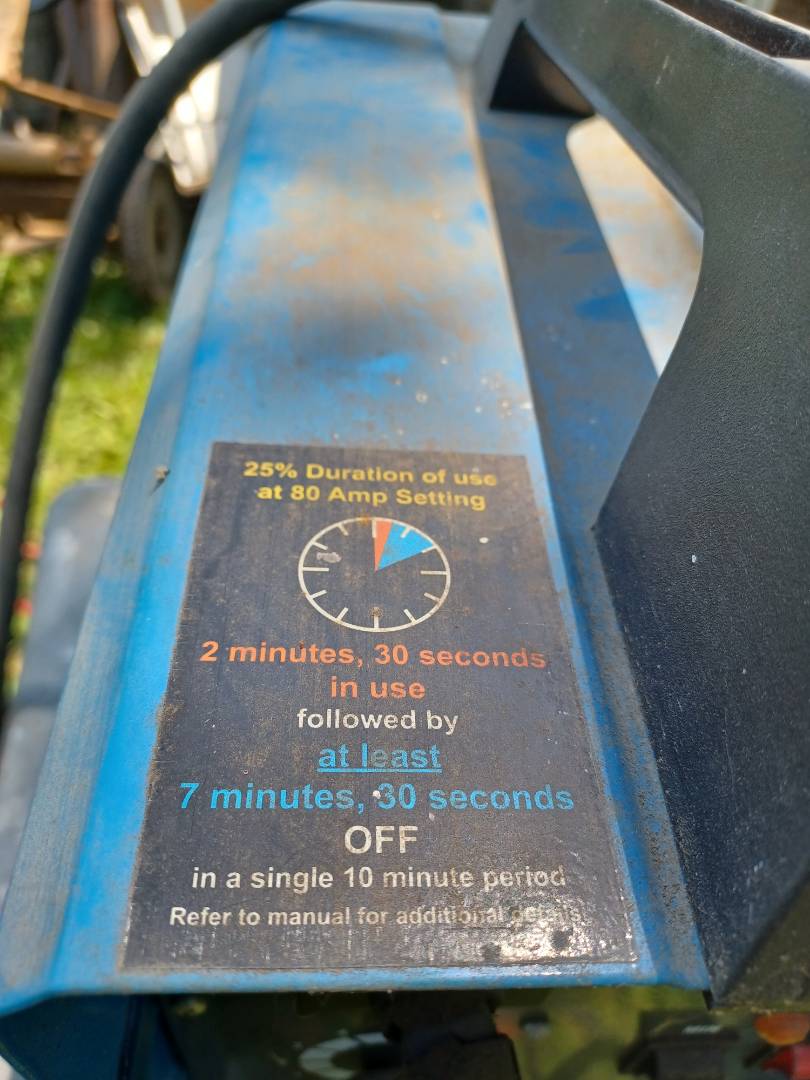 25% Duration of use
at 80 Amp Setting
2 minutes, 30 seconds
in use
followed by
at least
7 minutes, 30 seconds
OFF
in a single 10 minute period
Refer to manual for additional details